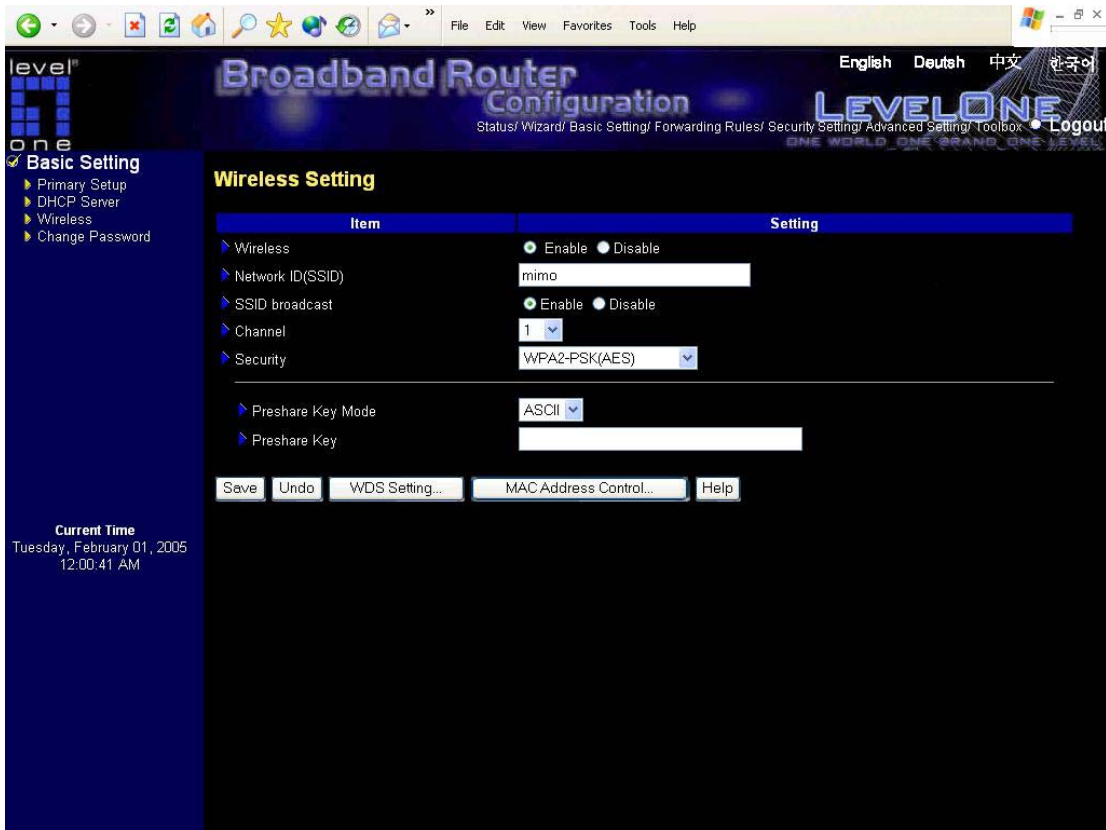 » File Edit View Favorites Tools Help
level one
Broadband Router
Configuration
English Deutsh 中文 한국어
LEVELONE
Status/ Wizard/ Basic Setting/ Forwarding Rules/ Security Setting/ Advanced Setting/ Toolbox Logout
ONE WORLD_ONE BRAND_ONE LEVEL
Basic Setting
Primary Setup
DHCP Server
Wireless
Change Password
Wireless Setting
Item Setting
Wireless Enable Disable
Network ID(SSID) mimo
SSID broadcast Enable Disable
Channel 1
Security WPA2-PSK(AES)
Preshare Key Mode ASCII
Preshare Key
Save Undo WDS Setting... MAC Address Control... Help
Current Time
Tuesday, February 01, 2005
12:00:41 AM